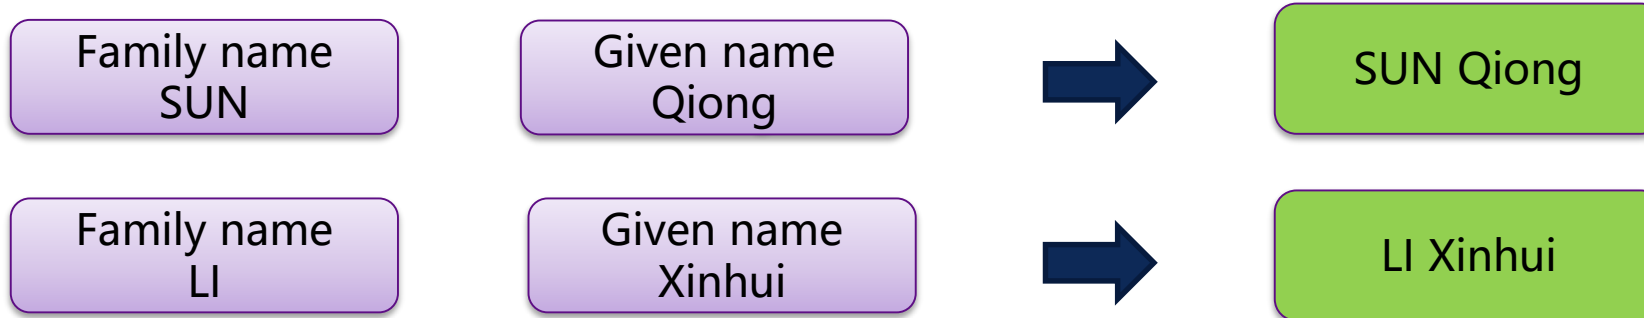 Family name
SUN
Given name
Qiong
SUN Qiong
Family name
LI
Given name
Xinhui
LI Xinhui